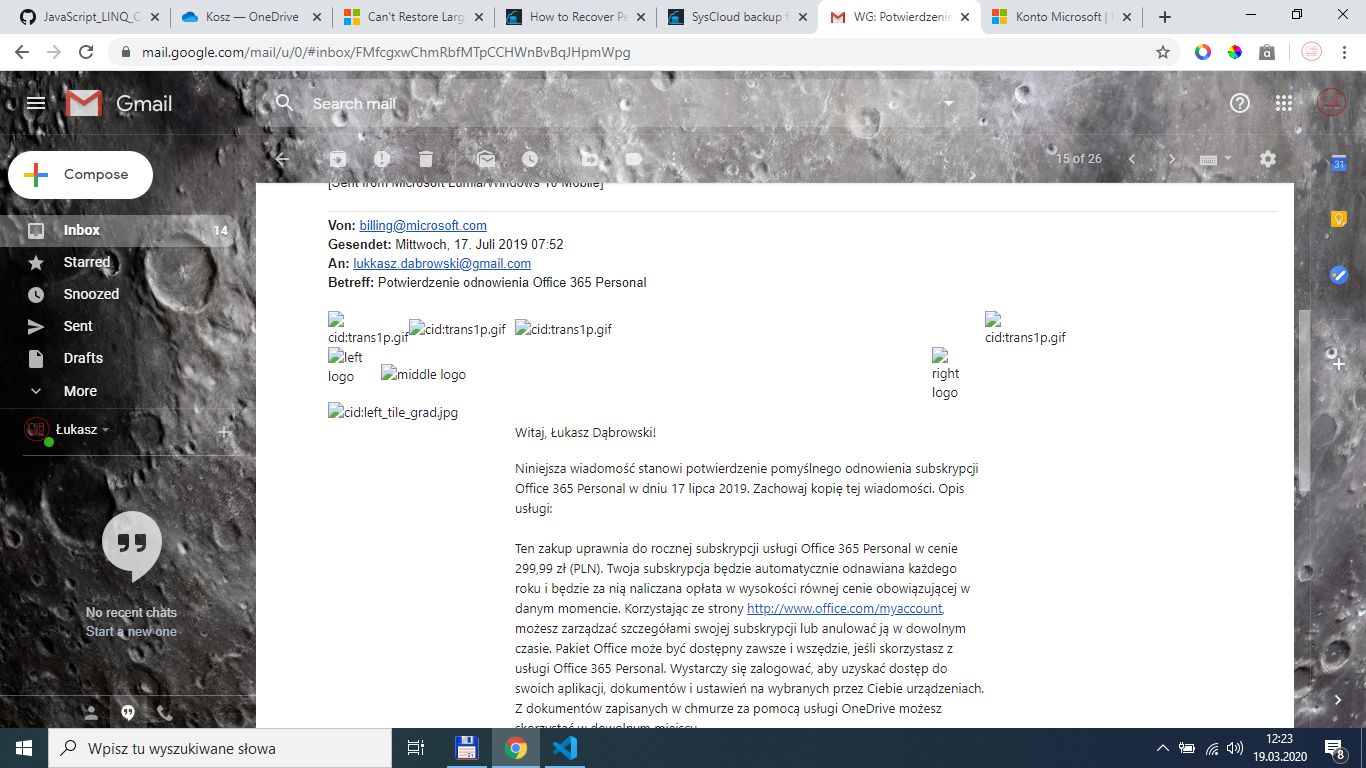 JavaScript_LINQ_C
Kosz — OneDrive
Can't Restore Larg
How to Recover Pe
SysCloud backup f
WG: Potwierdzenie
Konto Microsoft | U
mail.google.com/mail/u/0/#inbox/FMfcgxwChmRbfMTpCCHWnBvBqJHpmWpg
Gmail
Search mail
Compose
15 of 26
31
[Sent from Microsoft Lumia/Windows 10 Mobile]
Inbox 14
Starred
Snoozed
Sent
Drafts
More
Łukasz
No recent chats
Start a new one
Von: billing@microsoft.com
Gesendet: Mittwoch, 17. Juli 2019 07:52
An: lukkasz.dabrowski@gmail.com
Betreff: Potwierdzenie odnowienia Office 365 Personal
cid:trans1p.gif cid:trans1p.gif cid:trans1p.gif cid:trans1p.gif
left
logo
middle logo
right
logo
cid:left_tile_grad.jpg
Witaj, Łukasz Dąbrowski!
Niniejsza wiadomość stanowi potwierdzenie pomyślnego odnowienia subskrypcji
Office 365 Personal w dniu 17 lipca 2019. Zachowaj kopię tej wiadomości. Opis
usługi:
Ten zakup uprawnia do rocznej subskrypcji usługi Office 365 Personal w cenie
299,99 zł (PLN). Twoja subskrypcja będzie automatycznie odnawiana każdego
roku i będzie za nią naliczana opłata w wysokości równej cenie obowiązującej w
danym momencie. Korzystając ze strony http://www.office.com/myaccount,
możesz zarządzać szczegółami swojej subskrypcji lub anulować ją w dowolnym
czasie. Pakiet Office może być dostępny zawsze i wszędzie, jeśli skorzystasz z
usługi Office 365 Personal. Wystarczy się zalogować, aby uzyskać dostęp do
swoich aplikacji, dokumentów i ustawień na wybranych przez Ciebie urządzeniach.
Z dokumentów zapisanych w chmurze za pomocą usługi OneDrive możesz
skorzystać w dowolnym miejscu
Wpisz tu wyszukiwane słowa
12:23
19.03.2020
8